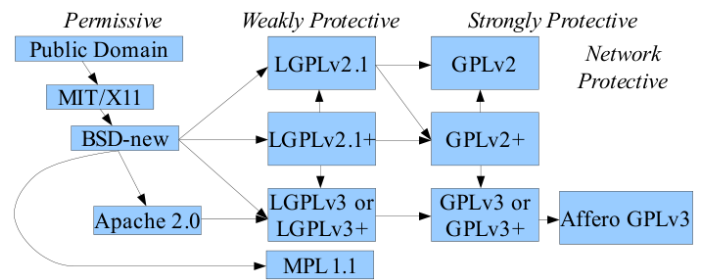 Permissive
Weakly Protective
Strongly Protective
Network
Protective
Public Domain
MIT/X11
BSD-new
Apache 2.0
LGPLv2.1
LGPLv2.1+
LGPLv3 or
LGPLv3+
MPL 1.1
GPLv2
GPLv2+
GPLv3 or
GPLv3+
Affero GPLv3